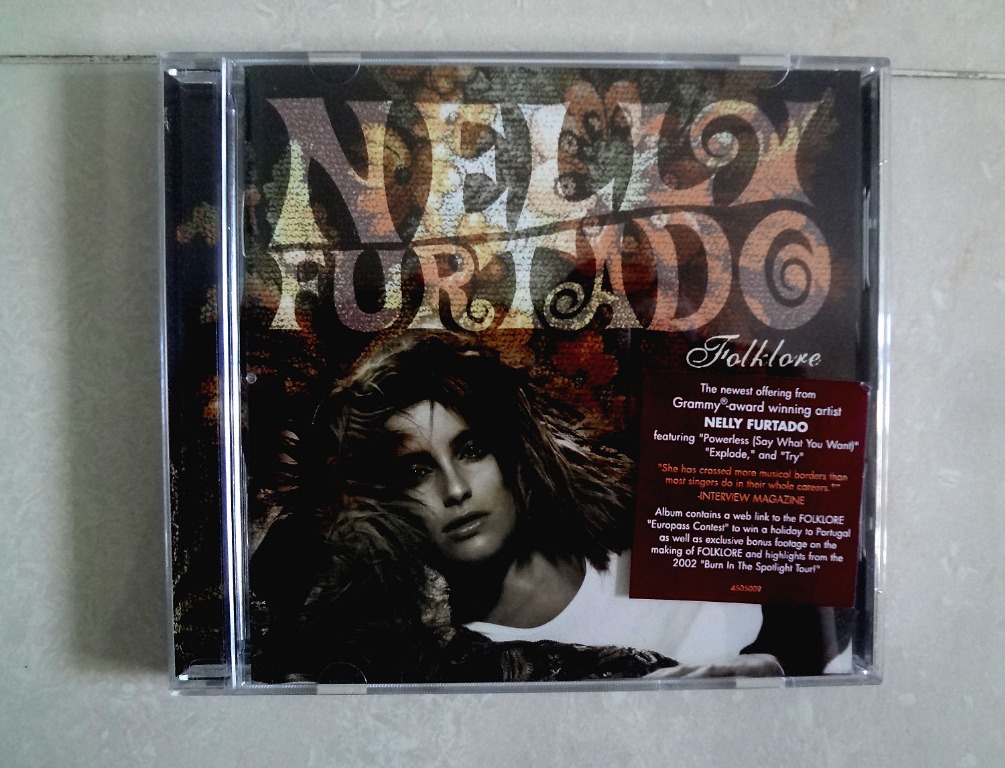 NELLY
FURTADO
Folklore
The newest offering from
Grammy®-award winning artist
NELLY FURTADO
featuring "Powerless (Say What You Want)"
"Explode," and "Try"
"She has crossed more musical borders than
most singers do in their whole careers.""
-INTERVIEW MAGAZINE
Album contains a web link to the FOLKLORE
"Europass Contest" to win a holiday to Portugal
as well as exclusive bonus footage on the
making of FOLKLORE and highlights from the
2002 "Burn In The Spotlight Tour!"
4505009